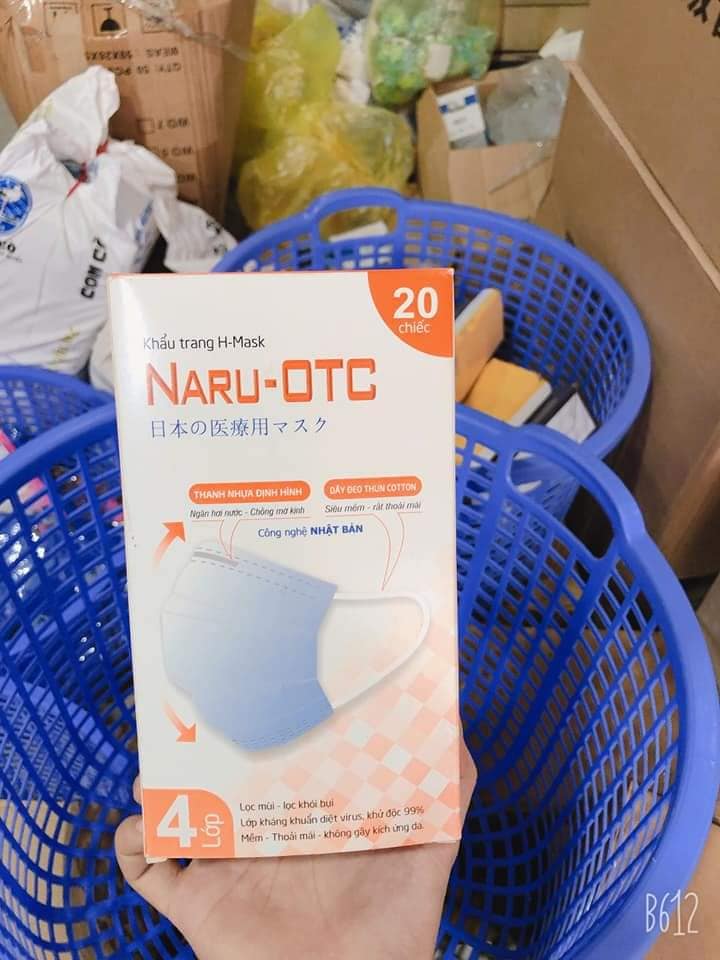 20
chiếc
Khẩu trang H-Mask
NARU-OTC
日本の医療用マスク
THANH NHỰA ĐỊNH HÌNH
Ngăn hơi nước - Chống mờ kịnh
DÂY ĐEO THUN COTTON
Siêu mềm - rất thoải mái
Công nghệ NHẬT BẢN
4 Lớp
Lọc mùi - lọc khói bụi
Lớp kháng khuẩn diệt virus, khử độc 99%
Mềm - Thoải mái - không gây kích ứng da.
COM CÀ
B612